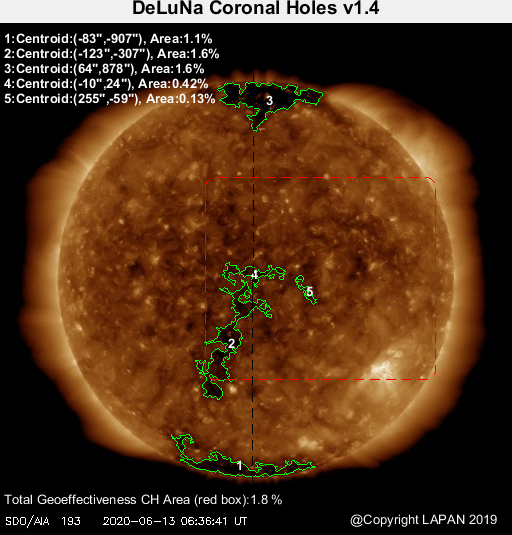 DeLuNa Coronal Holes v1.4
1:Centroid:(-83",-907"), Area:1.1%
2:Centroid:(-123",-307"), Area:1.6%
3:Centroid:(64",878"), Area:1.6%
4:Centroid:(-10",24"), Area:0.42%
5:Centroid:(255",-59"), Area:0.13%
3
4
5
2
1
Total Geoeffectiveness CH Area (red box):1.8 %
SDO/AIA 193 2020-06-13 06:36:41 UT
@Copyright LAPAN 2019